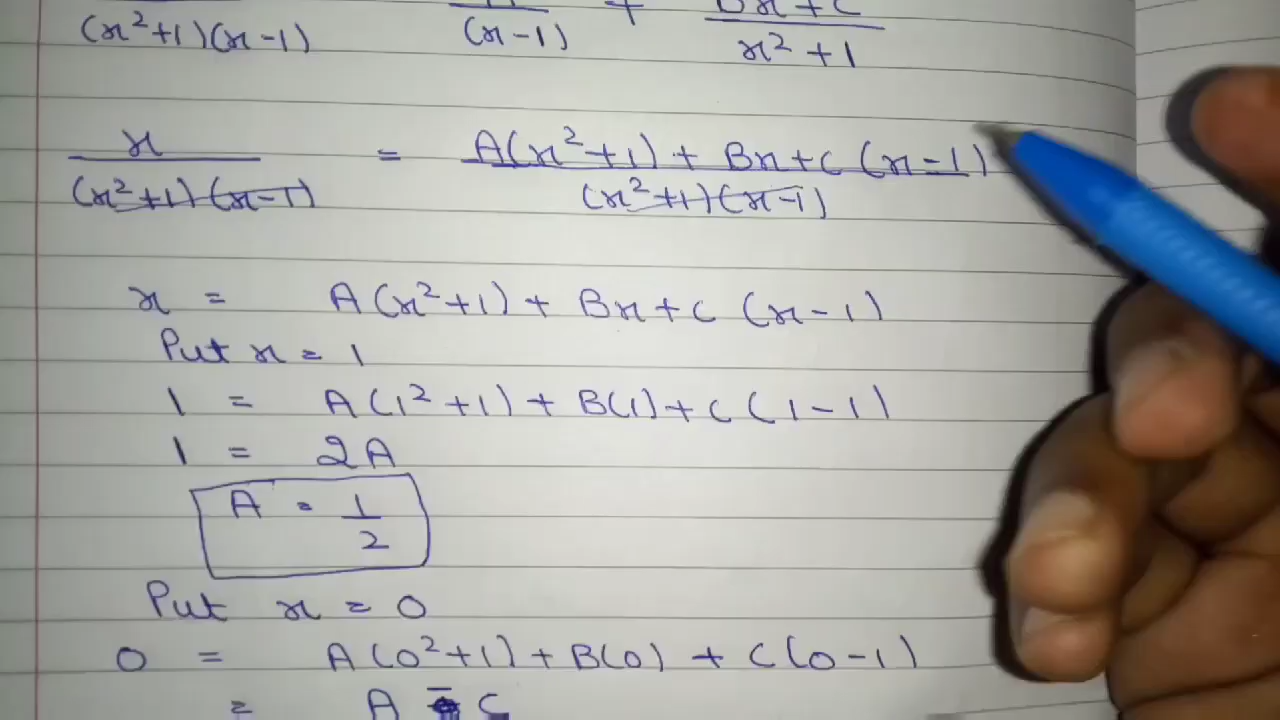 (x²+1)(x-1) (x-1) + Bx+C
x²+1
x = A(x²+1) + Bx+C (x-1)
(x²+1)(x-1) (x²+1)(x-1)
x = A(x²+1) + Bx+C (x-1)
Put x = 1
1 = A(1²+1) + B(1)+C(1-1)
1 = 2A
A = 1/2
Put x = 0
0 = A(0²+1)+B(0) + C(0-1)
= A - C